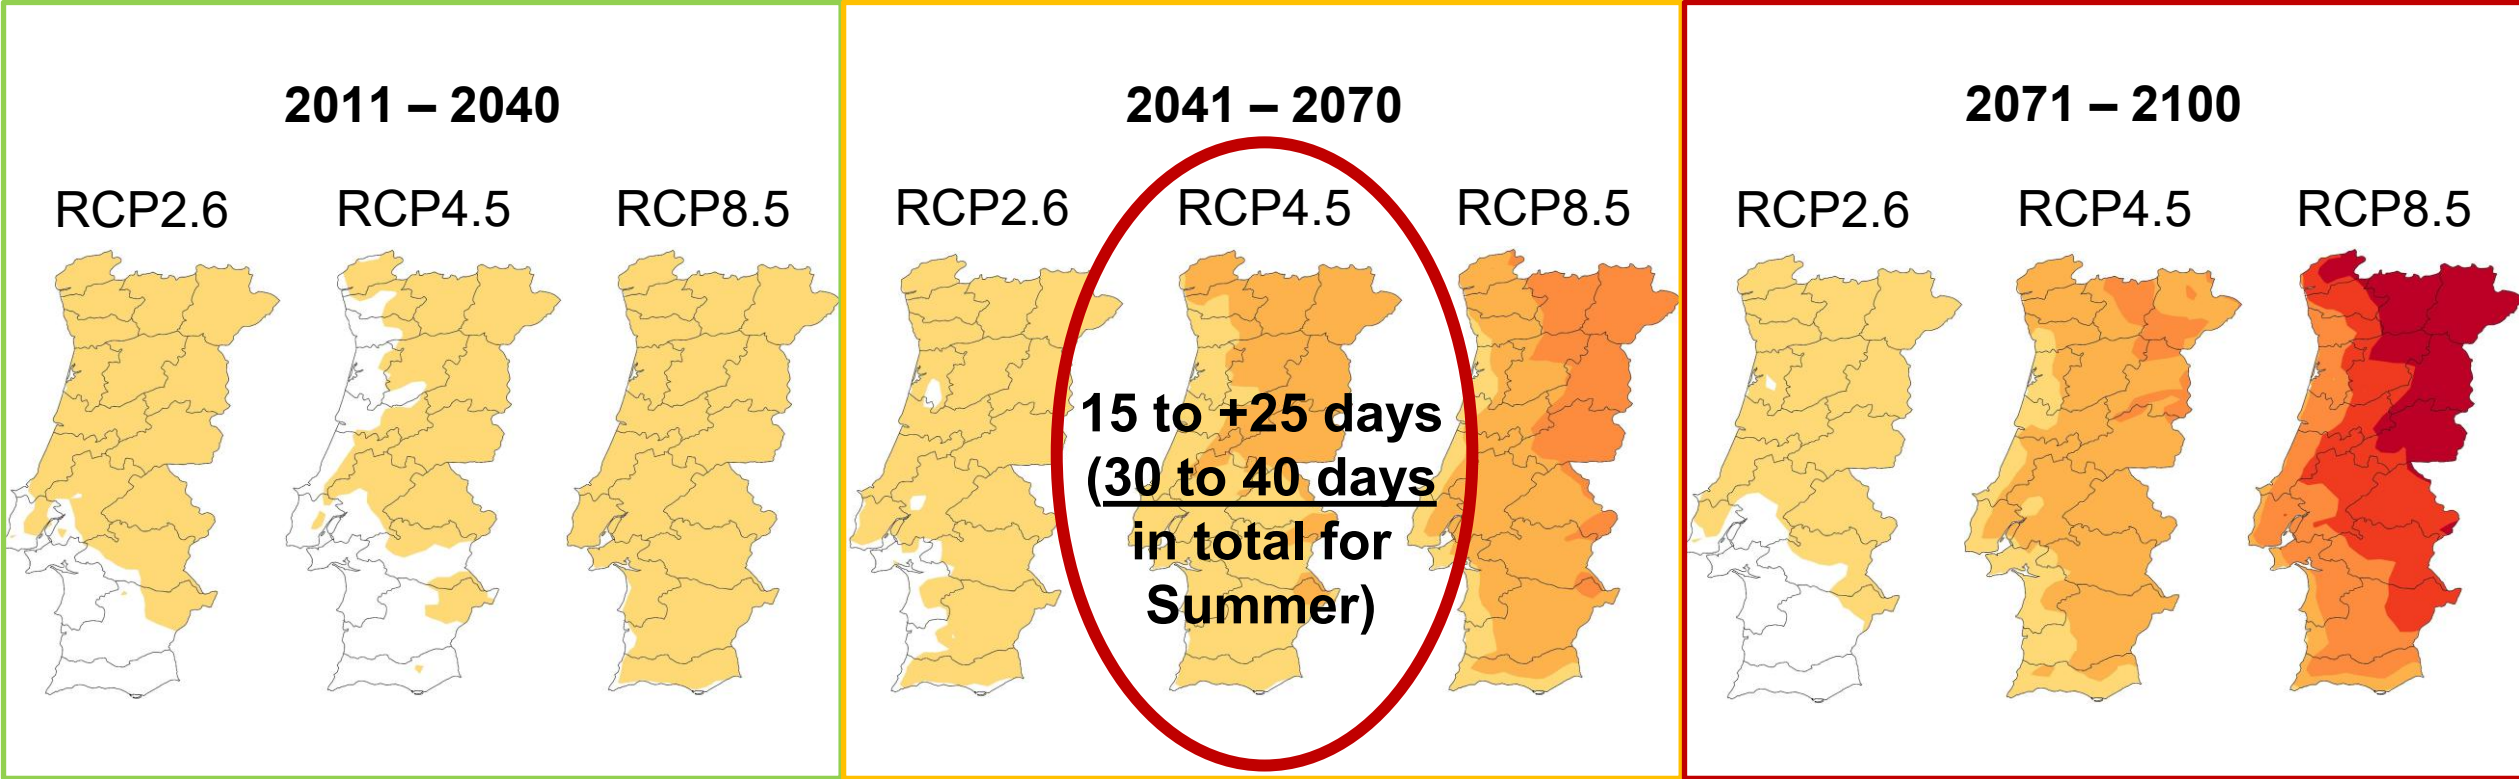 2011 – 2040
RCP2.6
RCP4.5
RCP8.5
2041 – 2070
RCP2.6
RCP4.5
RCP8.5
15 to +25 days
(30 to 40 days
in total for
Summer)
2071 – 2100
RCP2.6
RCP4.5
RCP8.5